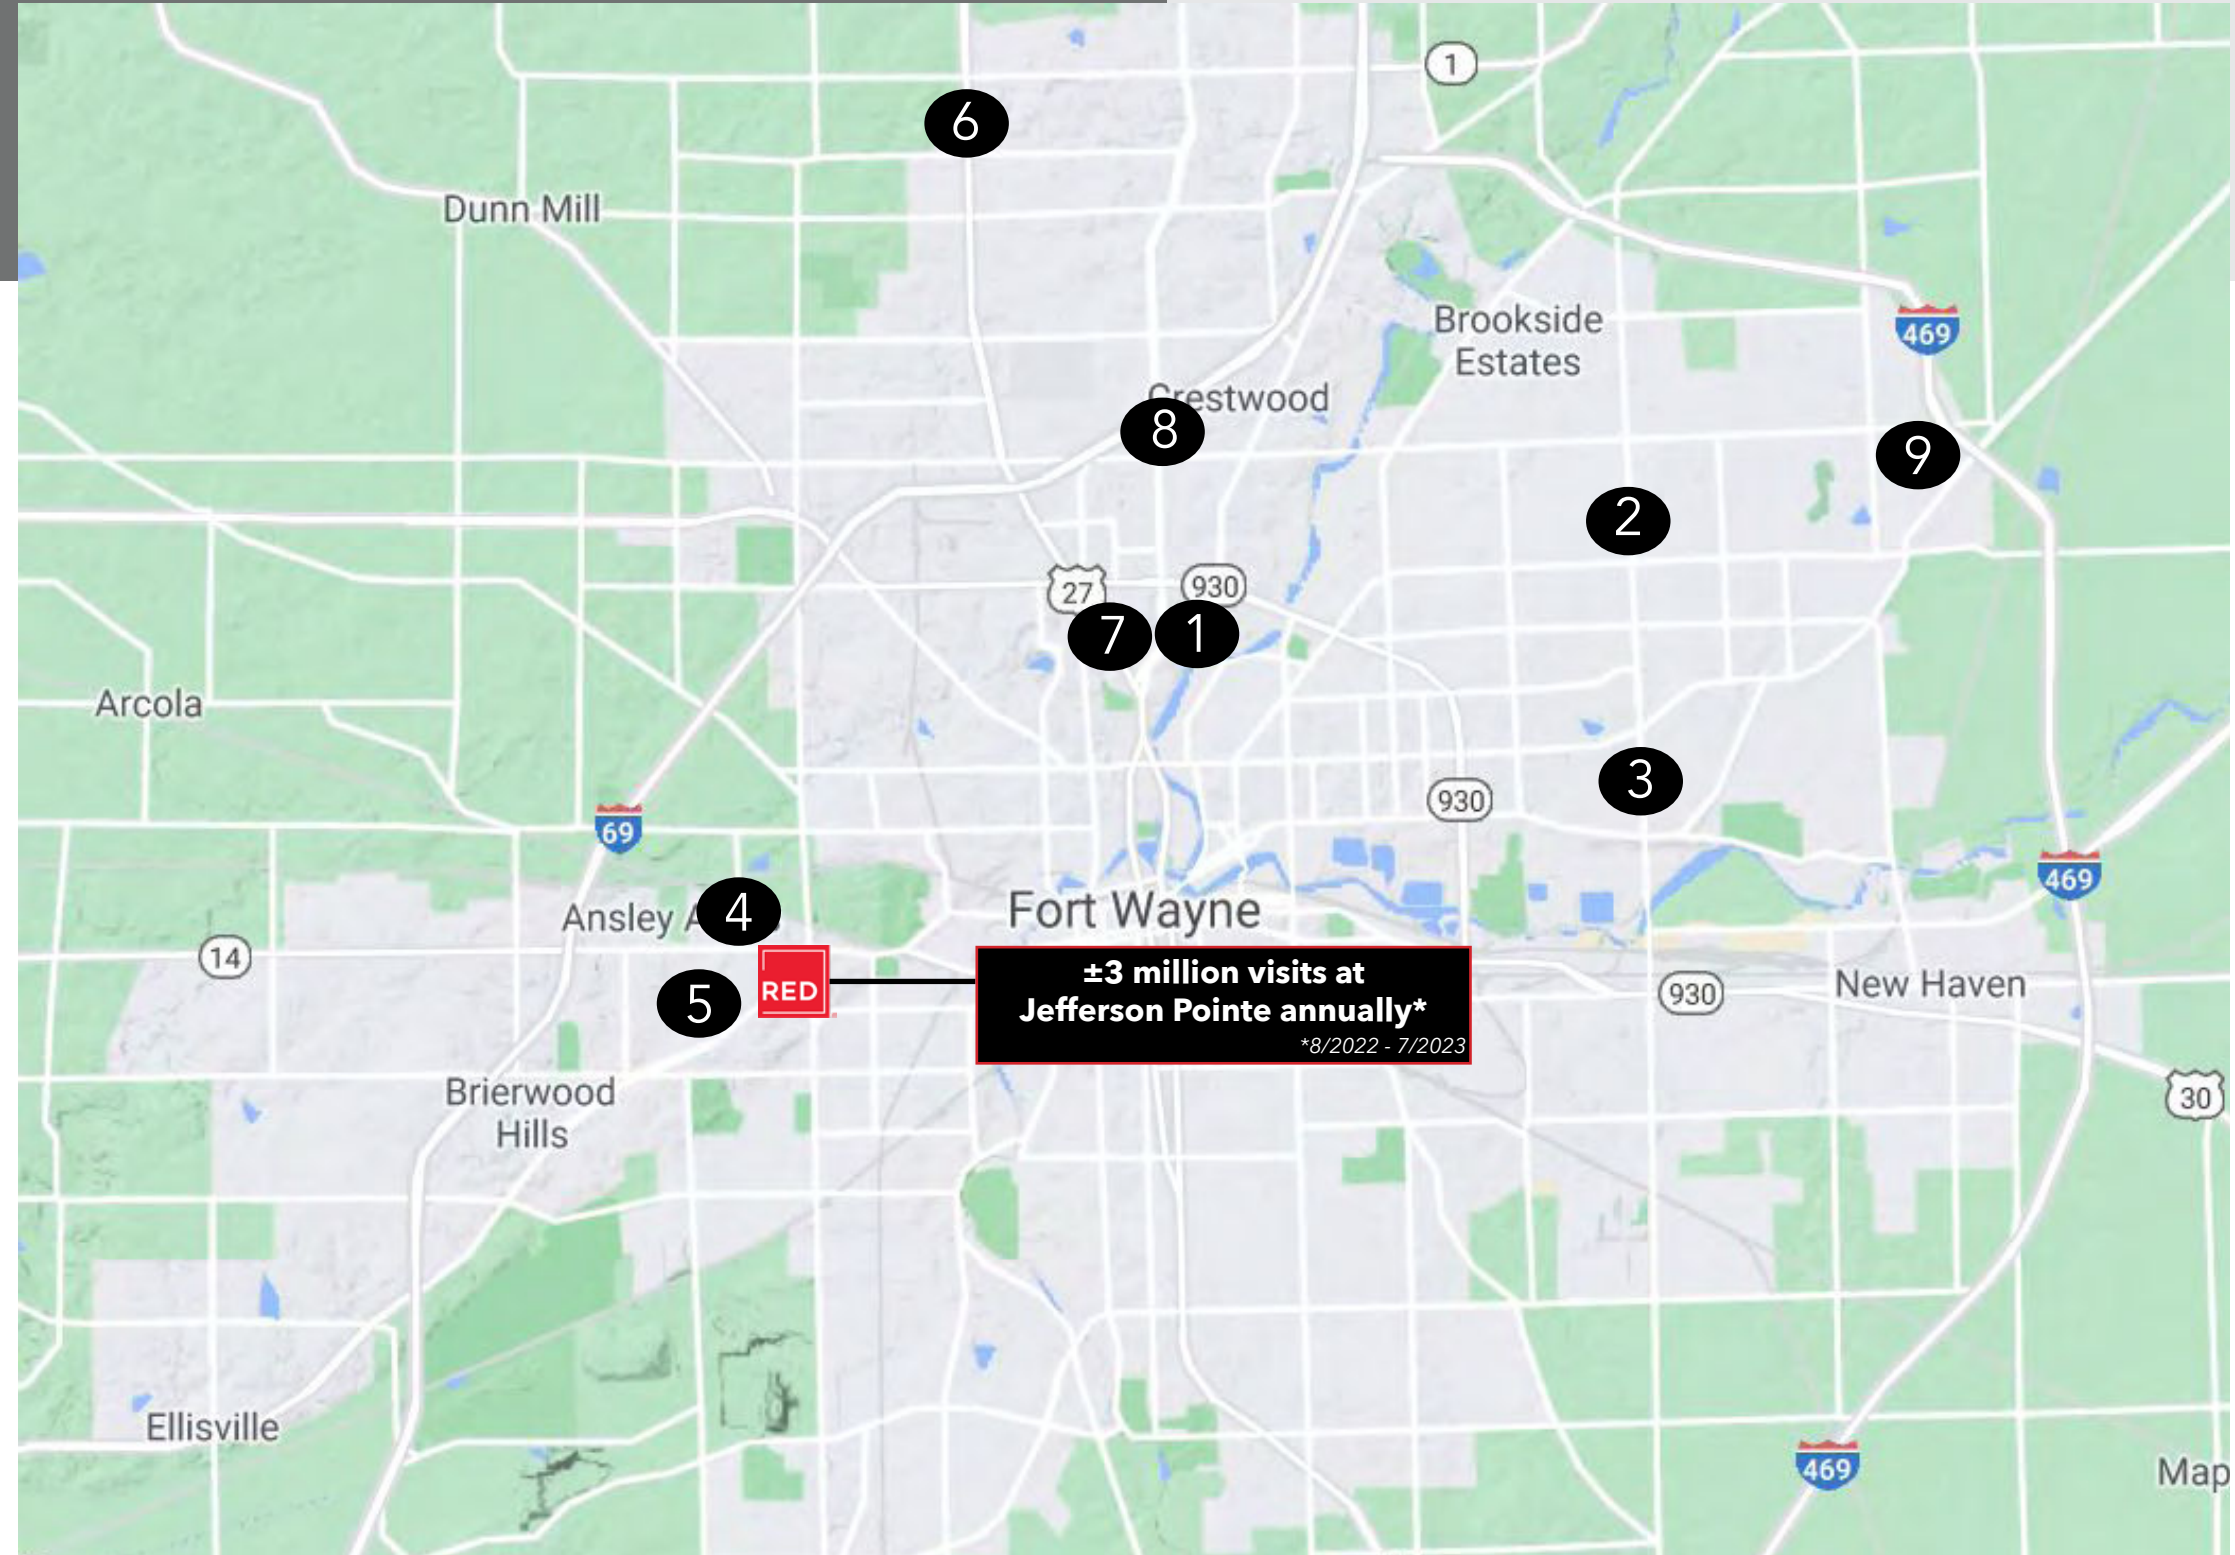 1
6
Dunn Mill
Brookside
Estates
469
Crestwood
8
9
2
27
930
7
1
Arcola
3
930
69
469
Ansley A
4
Fort Wayne
14
RED
±3 million visits at
Jefferson Pointe annually*
*8/2022 - 7/2023
5
930
New Haven
30
Brierwood
Hills
Ellisville
469
Map